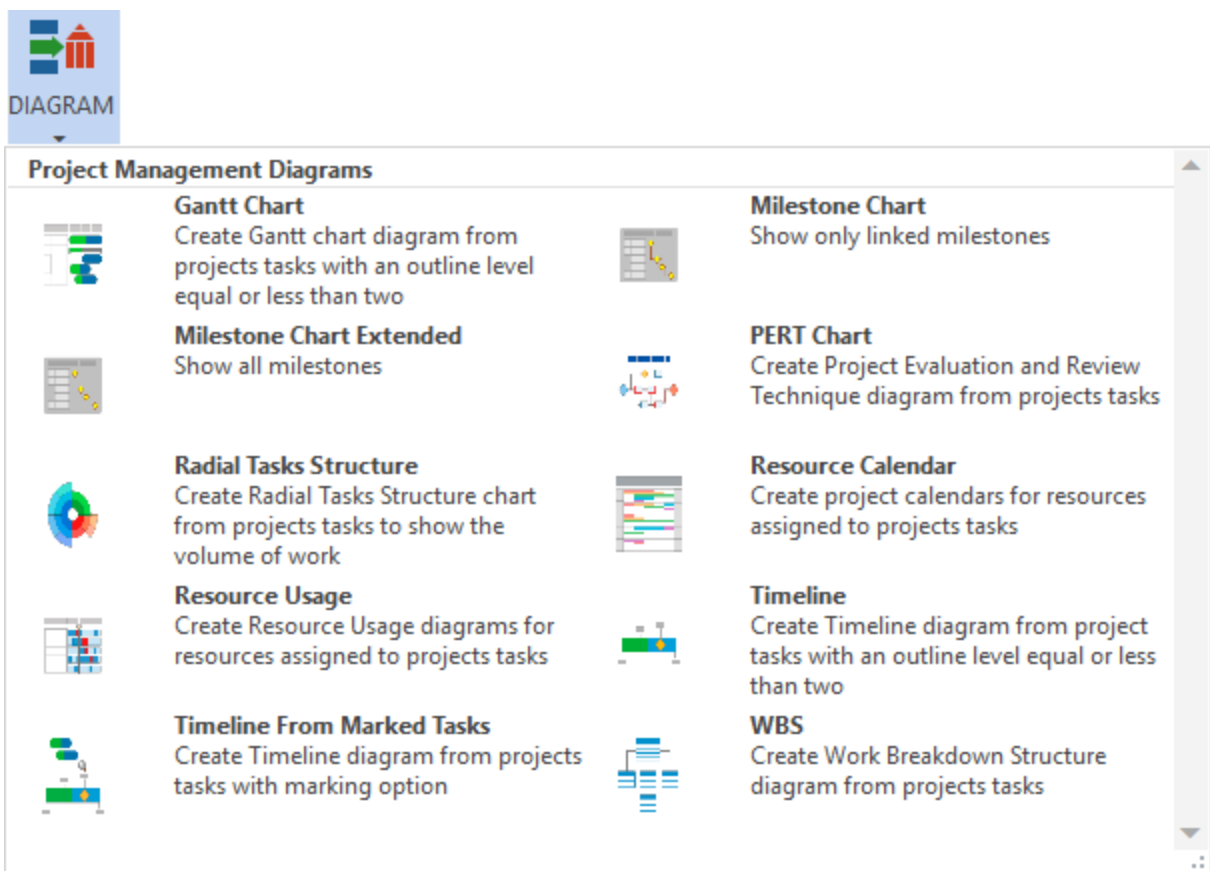 DIAGRAM
Project Management Diagrams
Gantt Chart
Create Gantt chart diagram from
projects tasks with an outline level
equal or less than two
Milestone Chart
Show only linked milestones
Milestone Chart Extended
Show all milestones
PERT Chart
Create Project Evaluation and Review
Technique diagram from projects tasks
Radial Tasks Structure
Create Radial Tasks Structure chart
from projects tasks to show the
volume of work
Resource Calendar
Create project calendars for resources
assigned to projects tasks
Resource Usage
Create Resource Usage diagrams for
resources assigned to projects tasks
Timeline
Create Timeline diagram from project
tasks with an outline level equal or less
than two
Timeline From Marked Tasks
Create Timeline diagram from projects
tasks with marking option
WBS
Create Work Breakdown Structure
diagram from projects tasks